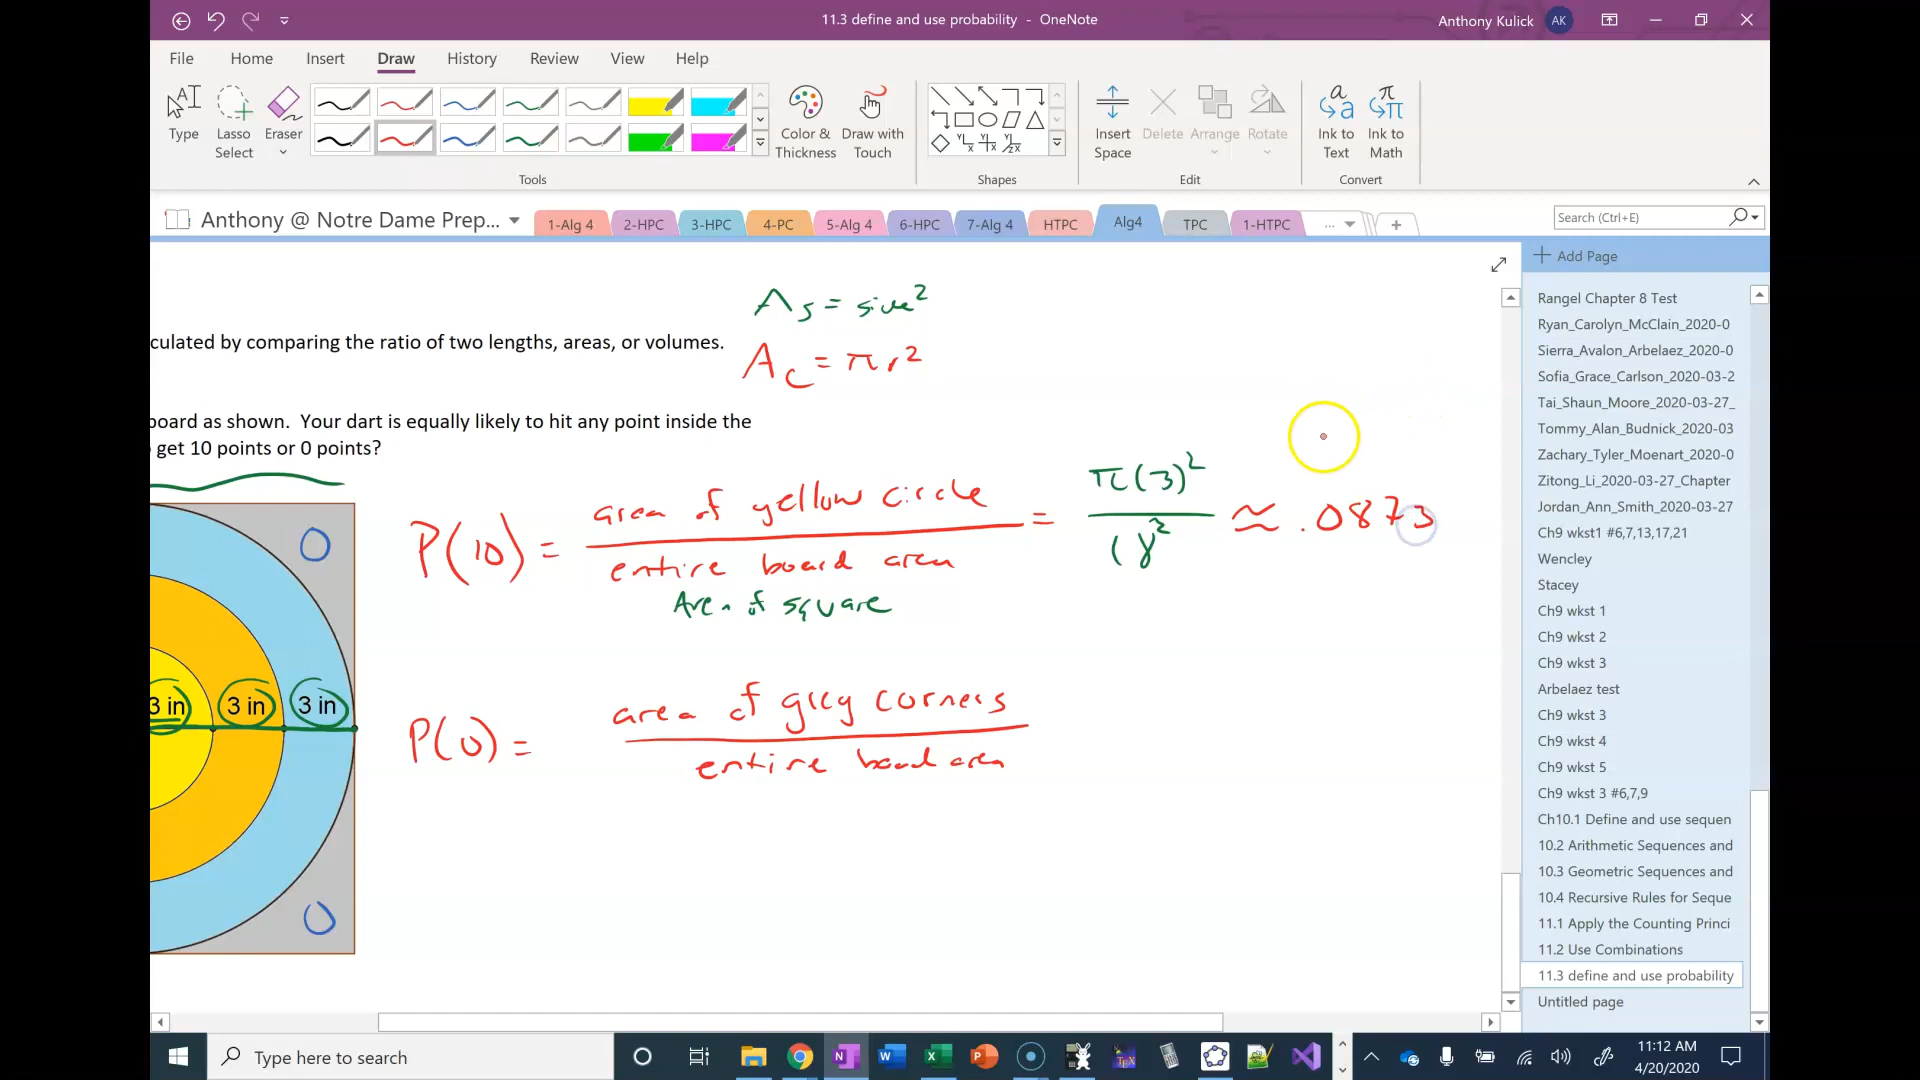 11.3 define and use probability - OneNote
Anthony Kulick AK
File Home Insert Draw History Review View Help
Type
Lasso Select
Eraser
Color & Thickness
Draw with Touch
Insert Space
Delete
Arrange
Rotate
Ink to Text
Ink to Math
Tools
Shapes
Edit
Convert
Anthony @ Notre Dame Prep...
1-Alg 4 2-HPC 3-HPC 4-PC 5-Alg 4 6-HPC 7-Alg 4 HTPC Alg4 TPC 1-HTPC ...
Search (Ctrl+E)
Add Page
A_S = side²
culated by comparing the ratio of two lengths, areas, or volumes.
A_C = πr²
board as shown. Your dart is equally likely to hit any point inside the
get 10 points or 0 points?
P(10) = area of yellow circle / entire board area = π(3)² / 18² ≈ .0873
Area of square
0
3 in 3 in 3 in
P(0) = area of grey corners / entire board area
0
Rangel Chapter 8 Test
Ryan_Carolyn_McClain_2020-0
Sierra_Avalon_Arbelaez_2020-0
Sofia_Grace_Carlson_2020-03-2
Tai_Shaun_Moore_2020-03-27_
Tommy_Alan_Budnick_2020-03
Zachary_Tyler_Moenart_2020-0
Zitong_Li_2020-03-27_Chapter
Jordan_Ann_Smith_2020-03-27
Ch9 wkst1 #6,7,13,17,21
Wencley
Stacey
Ch9 wkst 1
Ch9 wkst 2
Ch9 wkst 3
Arbelaez test
Ch9 wkst 3
Ch9 wkst 4
Ch9 wkst 5
Ch9 wkst 3 #6,7,9
Ch10.1 Define and use sequen
10.2 Arithmetic Sequences and
10.3 Geometric Sequences and
10.4 Recursive Rules for Seque
11.1 Apply the Counting Princi
11.2 Use Combinations
11.3 define and use probability
Untitled page
Type here to search
11:12 AM
4/20/2020